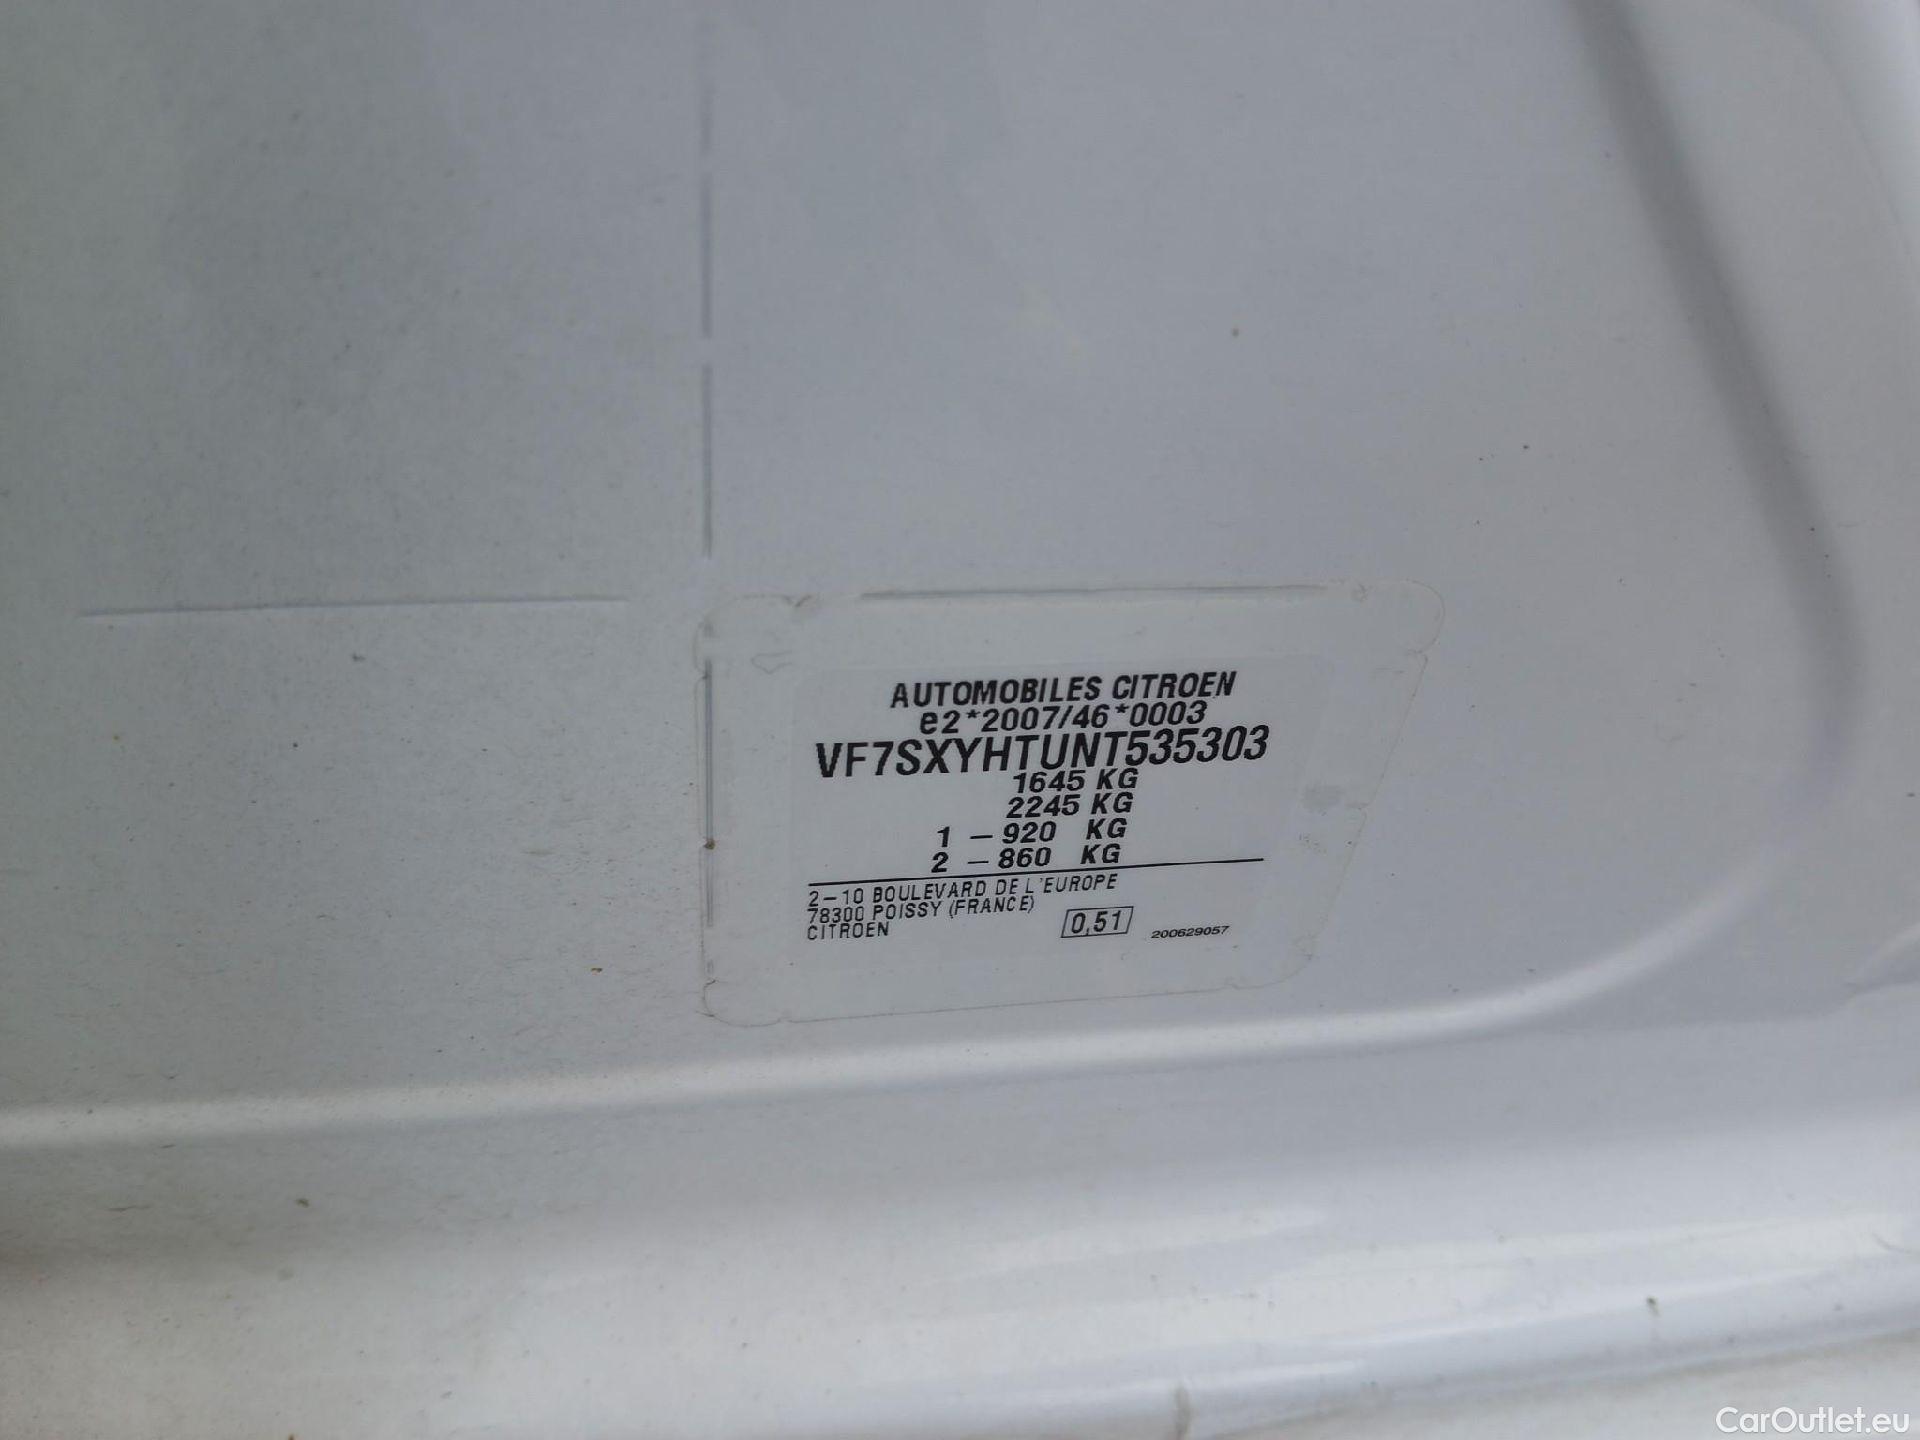 AUTOMOBILES CITROEN
e2*2007/46*0003
VF7SXYHTUNT535303
1645 KG
2245 KG
1 – 920 KG
2 – 860 KG
2-10 BOULEVARD DE L'EUROPE
78300 POISSY (FRANCE)
CITROEN
0,51
200629057
CarOutlet.eu